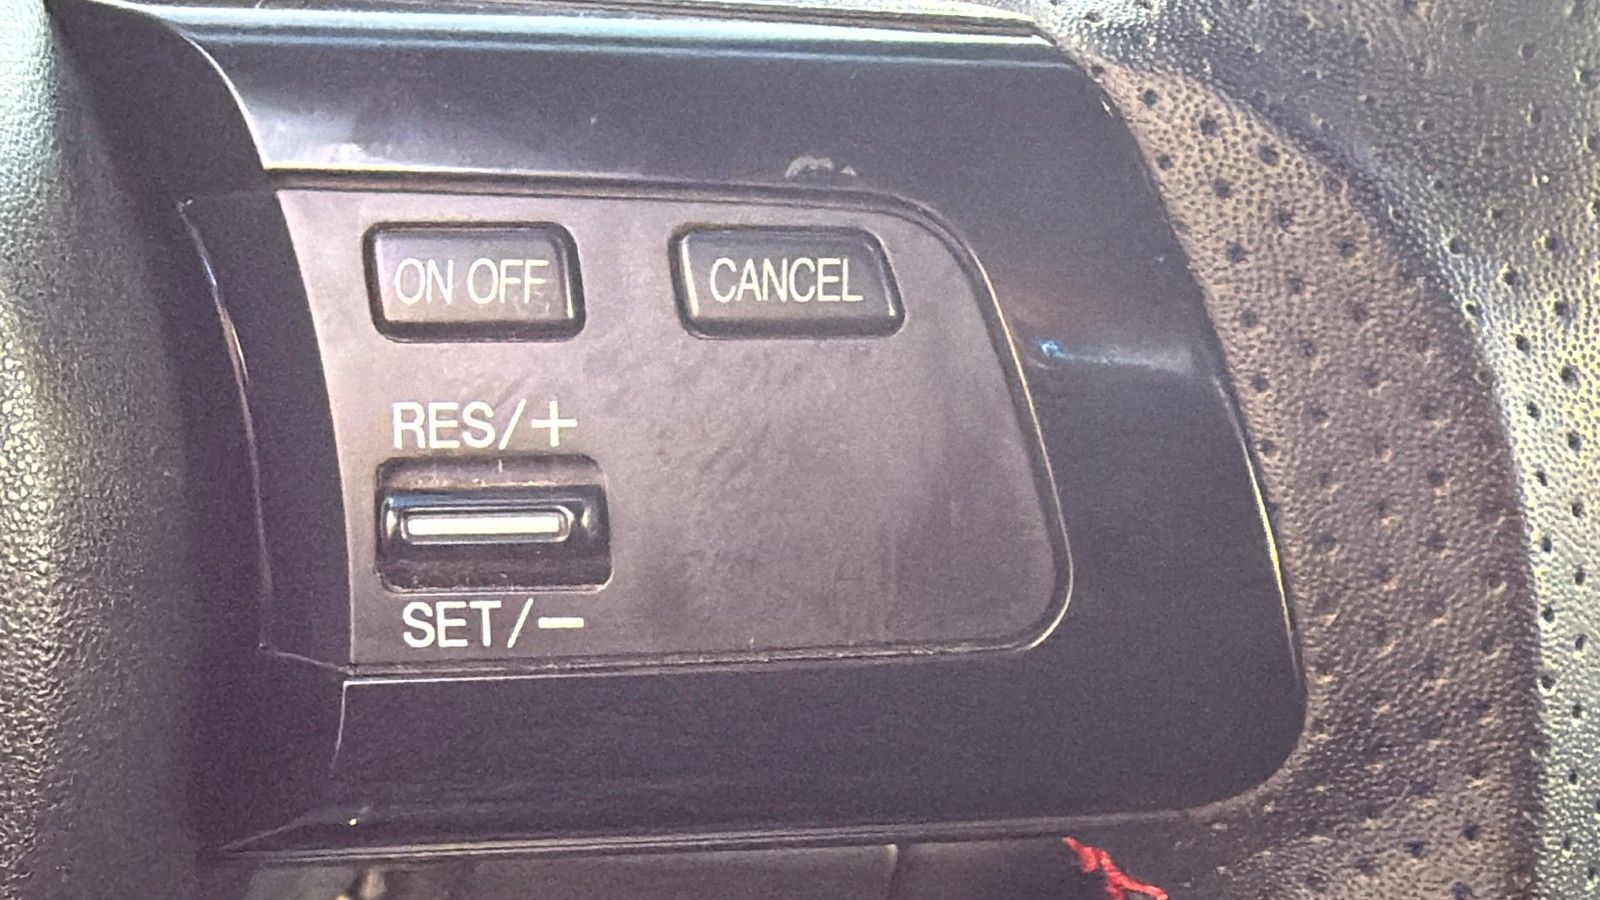 ON OFF CANCEL
RES/+
SET/−